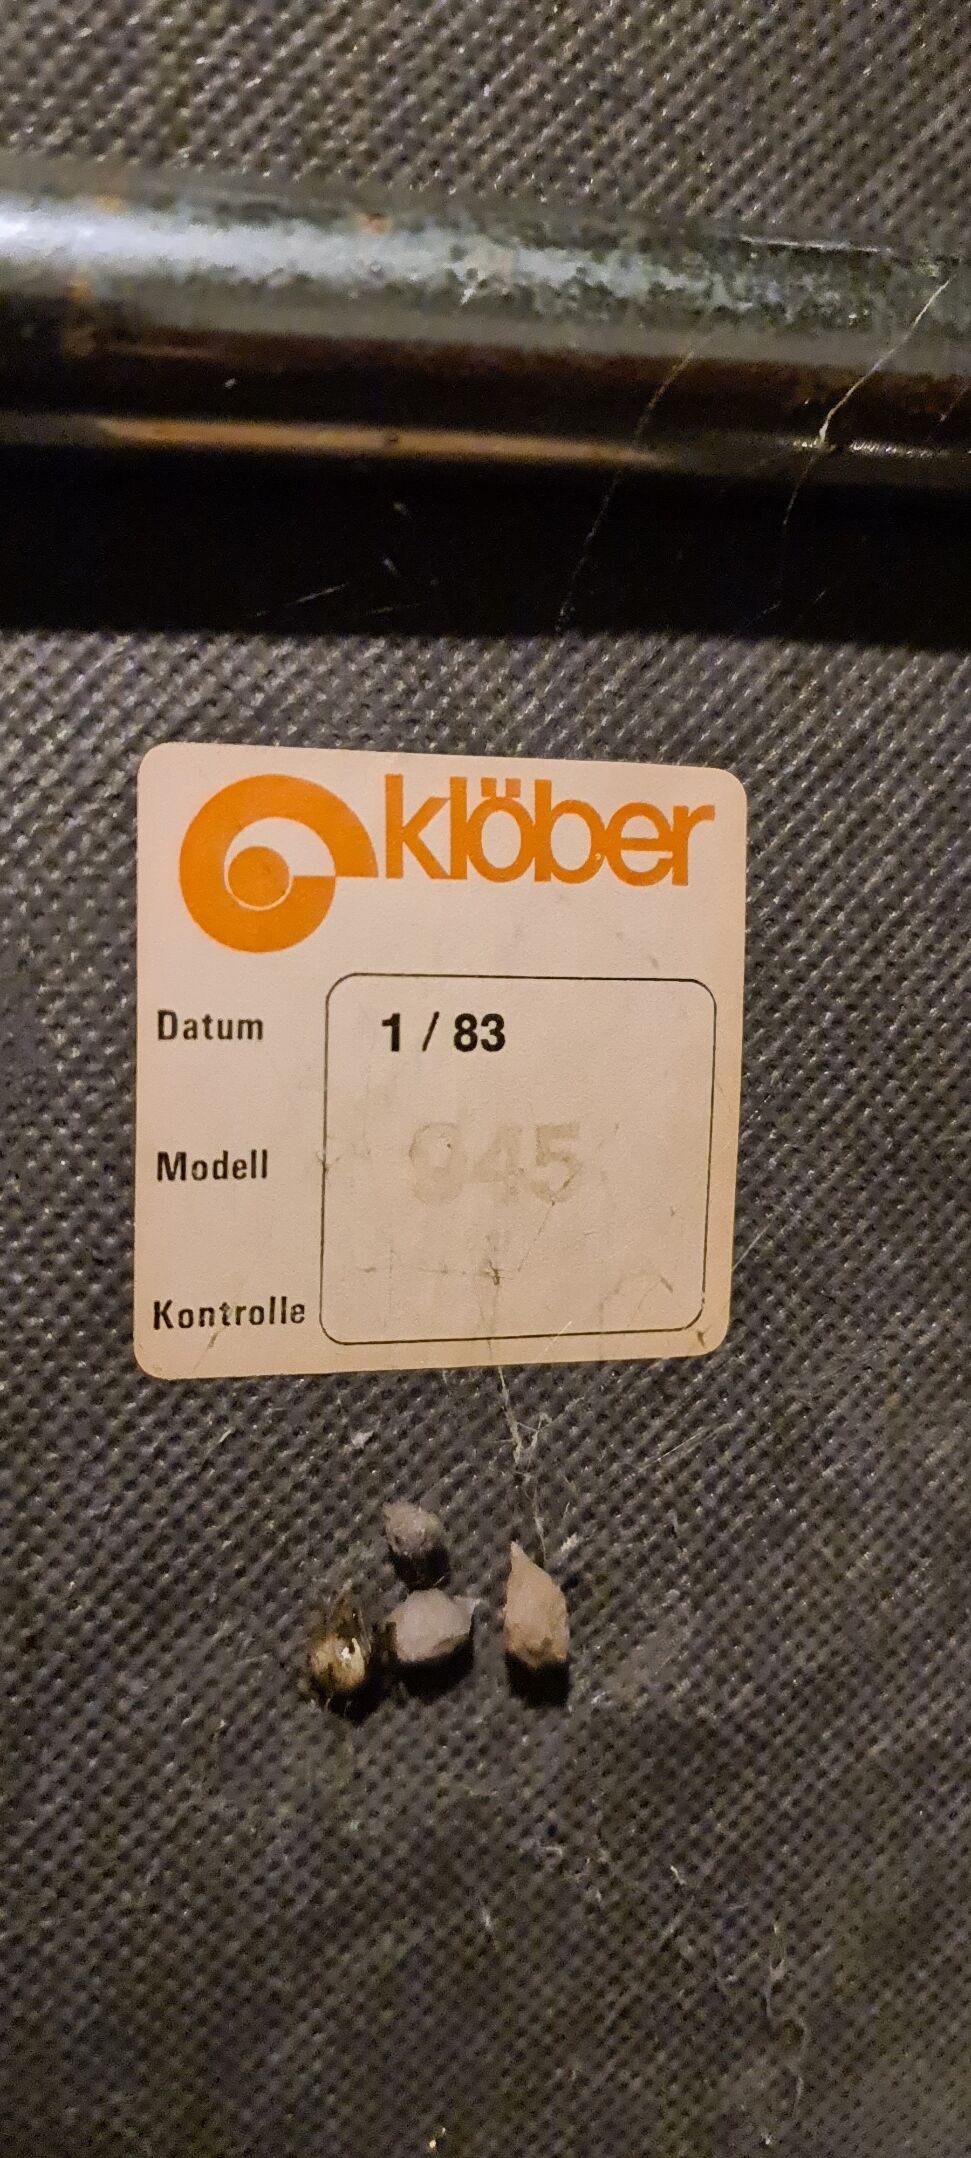 klöber
Datum 1 / 83
Modell 945
Kontrolle